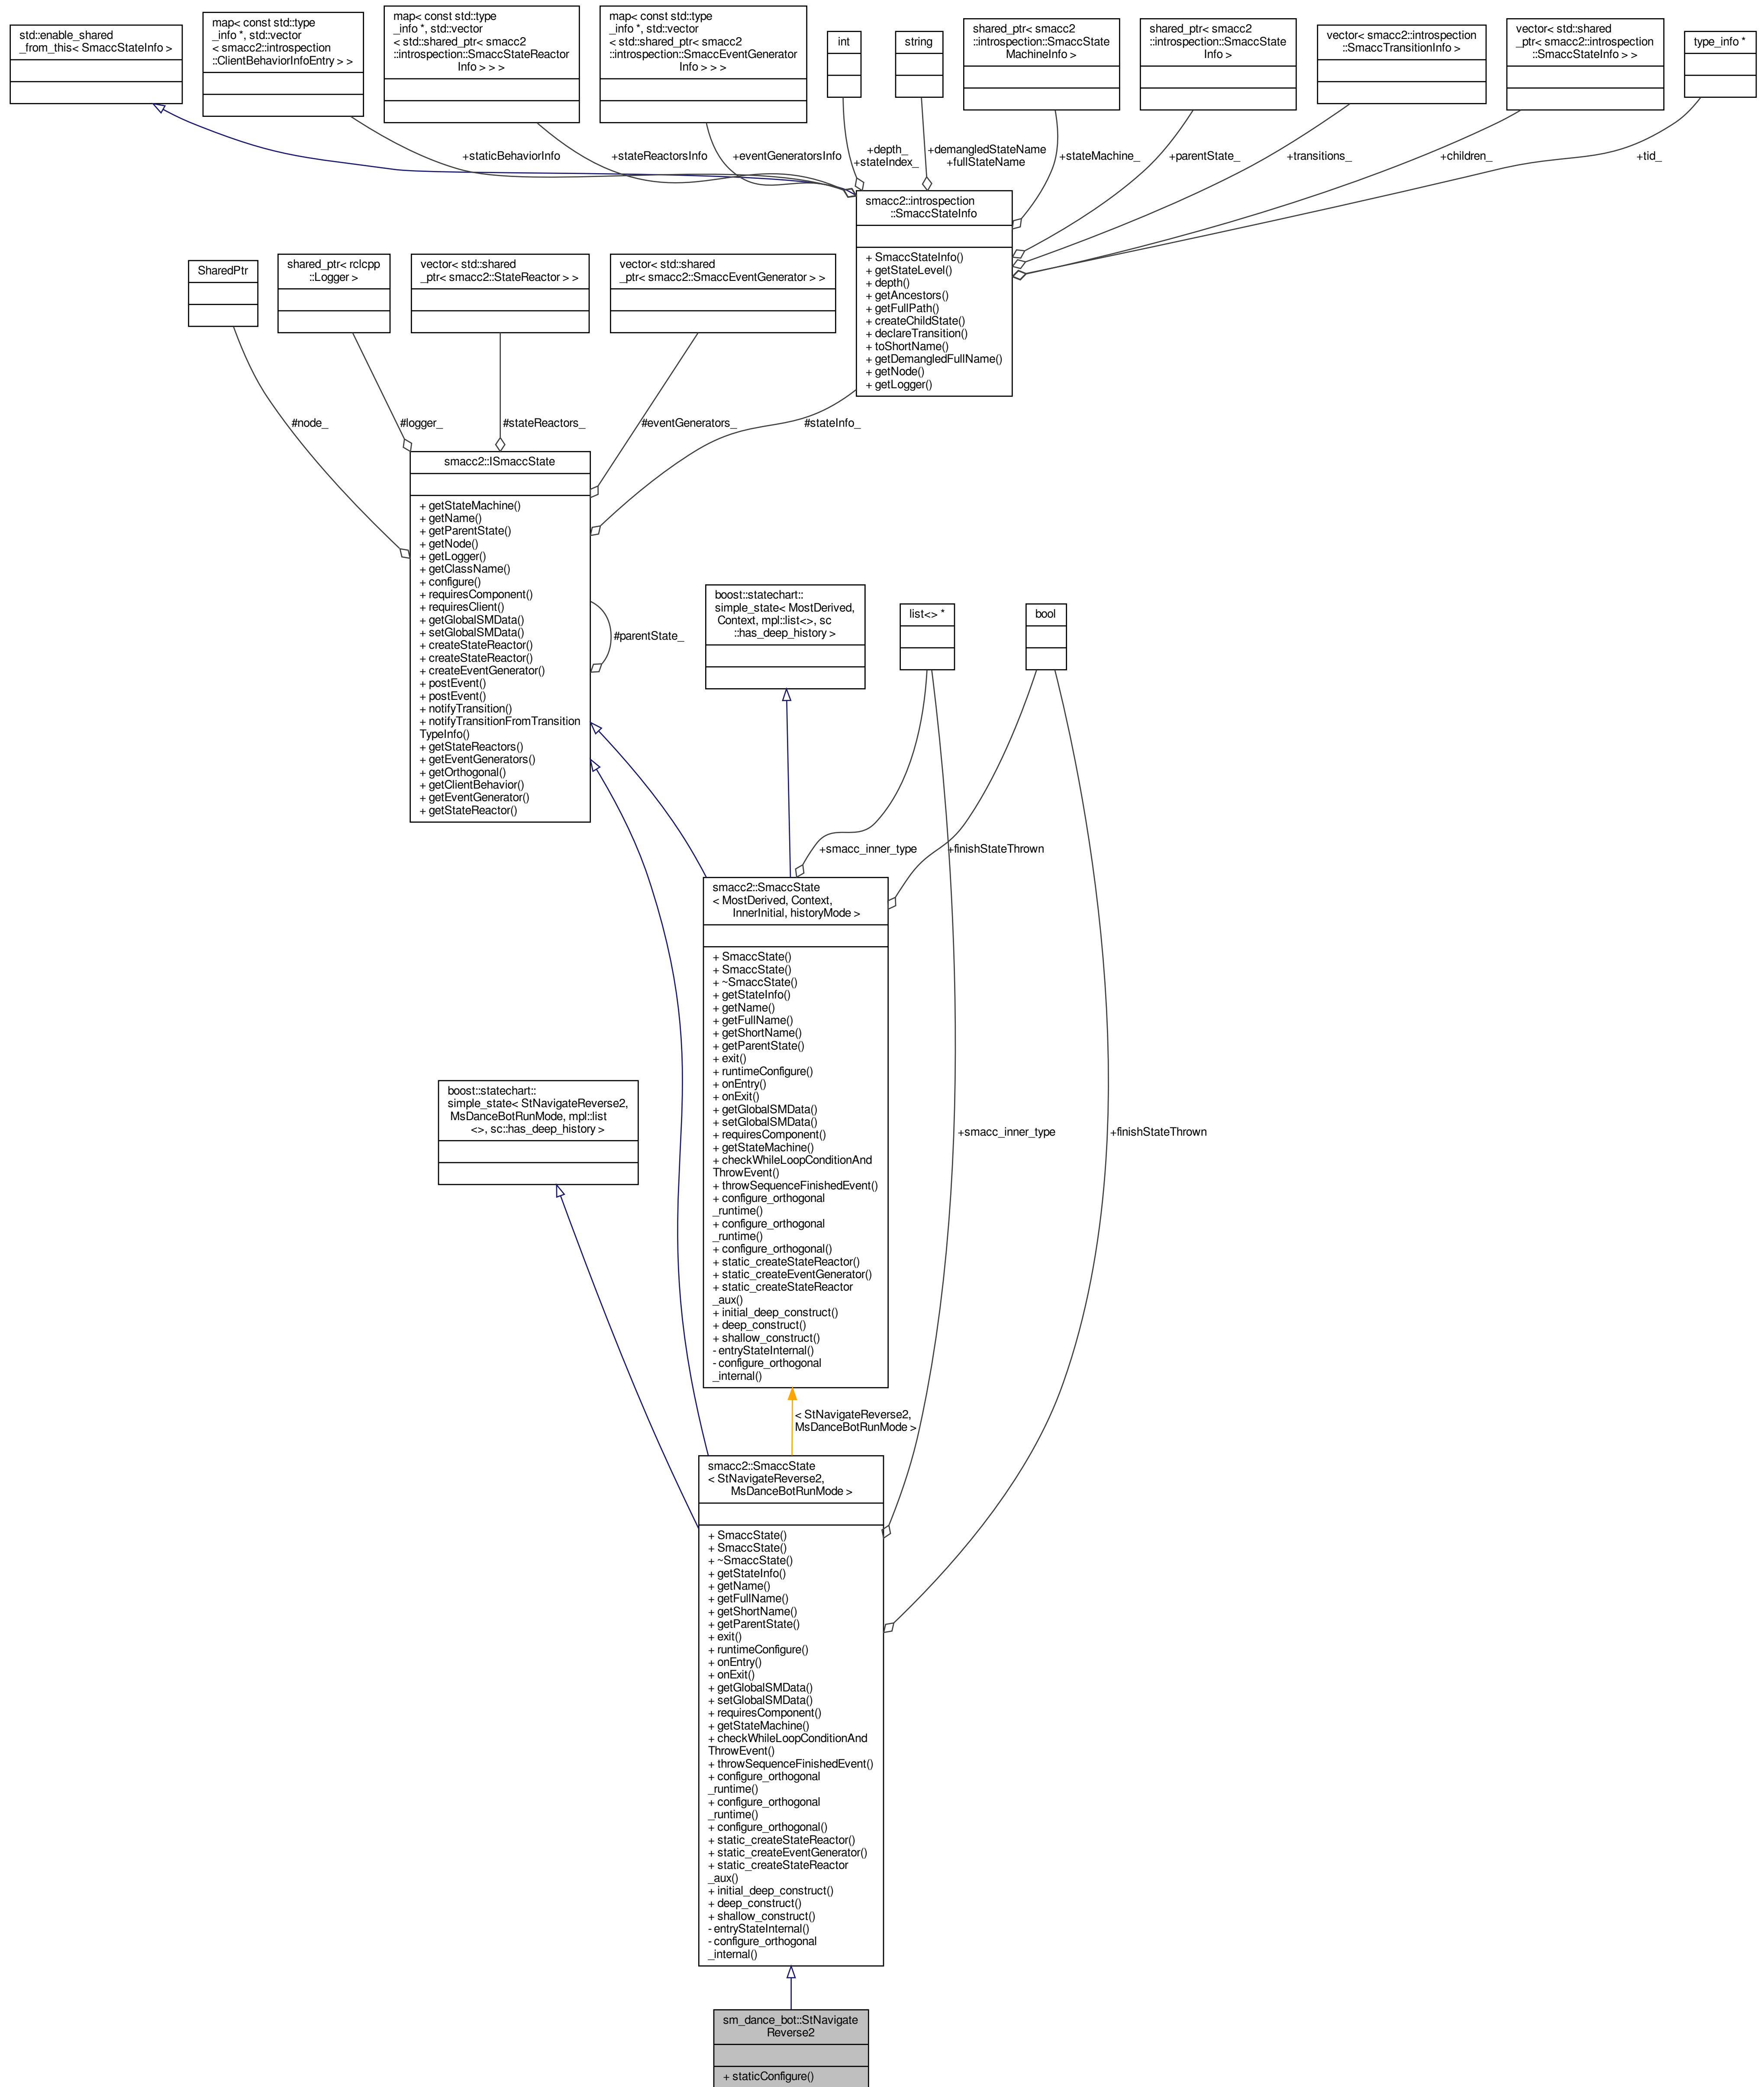 std::enable_shared
_from_this< SmaccStateInfo >
map< const std::type
_info *, std::vector
< smacc2::introspection
::ClientBehaviorInfoEntry > >
map< const std::type
_info *, std::vector
< std::shared_ptr< smacc2
::introspection::SmaccStateReactor
Info > > >
map< const std::type
_info *, std::vector
< std::shared_ptr< smacc2
::introspection::SmaccEventGenerator
Info > > >
int
string
shared_ptr< smacc2
::introspection::SmaccState
MachineInfo >
shared_ptr< smacc2
::introspection::SmaccState
Info >
vector< smacc2::introspection
::SmaccTransitionInfo >
vector< std::shared
_ptr< smacc2::introspection
::SmaccStateInfo > >
type_info *
+staticBehaviorInfo
+stateReactorsInfo
+eventGeneratorsInfo
+depth_
+stateIndex_
+demangledStateName
+fullStateName
+stateMachine_
+parentState_
+transitions_
+children_
+tid_
smacc2::introspection
::SmaccStateInfo
+ SmaccStateInfo()
+ getStateLevel()
+ depth()
+ getAncestors()
+ getFullPath()
+ createChildState()
+ declareTransition()
+ toShortName()
+ getDemangledFullName()
+ getNode()
+ getLogger()
SharedPtr
shared_ptr< rclcpp
::Logger >
vector< std::shared
_ptr< smacc2::StateReactor > >
vector< std::shared
_ptr< smacc2::SmaccEventGenerator > >
#node_
#logger_
#stateReactors_
#eventGenerators_
#stateInfo_
smacc2::ISmaccState
+ getStateMachine()
+ getName()
+ getParentState()
+ getNode()
+ getLogger()
+ getClassName()
+ configure()
+ requiresComponent()
+ requiresClient()
+ getGlobalSMData()
+ setGlobalSMData()
+ createStateReactor()
+ createStateReactor()
+ createEventGenerator()
+ postEvent()
+ postEvent()
+ notifyTransition()
+ notifyTransitionFromTransition
TypeInfo()
+ getStateReactors()
+ getEventGenerators()
+ getOrthogonal()
+ getClientBehavior()
+ getEventGenerator()
+ getStateReactor()
#parentState_
boost::statechart::
simple_state< MostDerived,
Context, mpl::list<>, sc
::has_deep_history >
list<> *
bool
+smacc_inner_type
+finishStateThrown
smacc2::SmaccState
< MostDerived, Context,
InnerInitial, historyMode >
+ SmaccState()
+ SmaccState()
+ ~SmaccState()
+ getStateInfo()
+ getName()
+ getFullName()
+ getShortName()
+ getParentState()
+ exit()
+ runtimeConfigure()
+ onEntry()
+ onExit()
+ getGlobalSMData()
+ setGlobalSMData()
+ requiresComponent()
+ getStateMachine()
+ checkWhileLoopConditionAnd
ThrowEvent()
+ throwSequenceFinishedEvent()
+ configure_orthogonal
_runtime()
+ configure_orthogonal
_runtime()
+ configure_orthogonal()
+ static_createStateReactor()
+ static_createEventGenerator()
+ static_createStateReactor
_aux()
+ initial_deep_construct()
+ deep_construct()
+ shallow_construct()
- entryStateInternal()
- configure_orthogonal
_internal()
boost::statechart::
simple_state< StNavigateReverse2,
MsDanceBotRunMode, mpl::list
<>, sc::has_deep_history >
+smacc_inner_type
+finishStateThrown
< StNavigateReverse2,
MsDanceBotRunMode >
smacc2::SmaccState
< StNavigateReverse2,
MsDanceBotRunMode >
+ SmaccState()
+ SmaccState()
+ ~SmaccState()
+ getStateInfo()
+ getName()
+ getFullName()
+ getShortName()
+ getParentState()
+ exit()
+ runtimeConfigure()
+ onEntry()
+ onExit()
+ getGlobalSMData()
+ setGlobalSMData()
+ requiresComponent()
+ getStateMachine()
+ checkWhileLoopConditionAnd
ThrowEvent()
+ throwSequenceFinishedEvent()
+ configure_orthogonal
_runtime()
+ configure_orthogonal
_runtime()
+ configure_orthogonal()
+ static_createStateReactor()
+ static_createEventGenerator()
+ static_createStateReactor
_aux()
+ initial_deep_construct()
+ deep_construct()
+ shallow_construct()
- entryStateInternal()
- configure_orthogonal
_internal()
sm_dance_bot::StNavigate
Reverse2
+ staticConfigure()